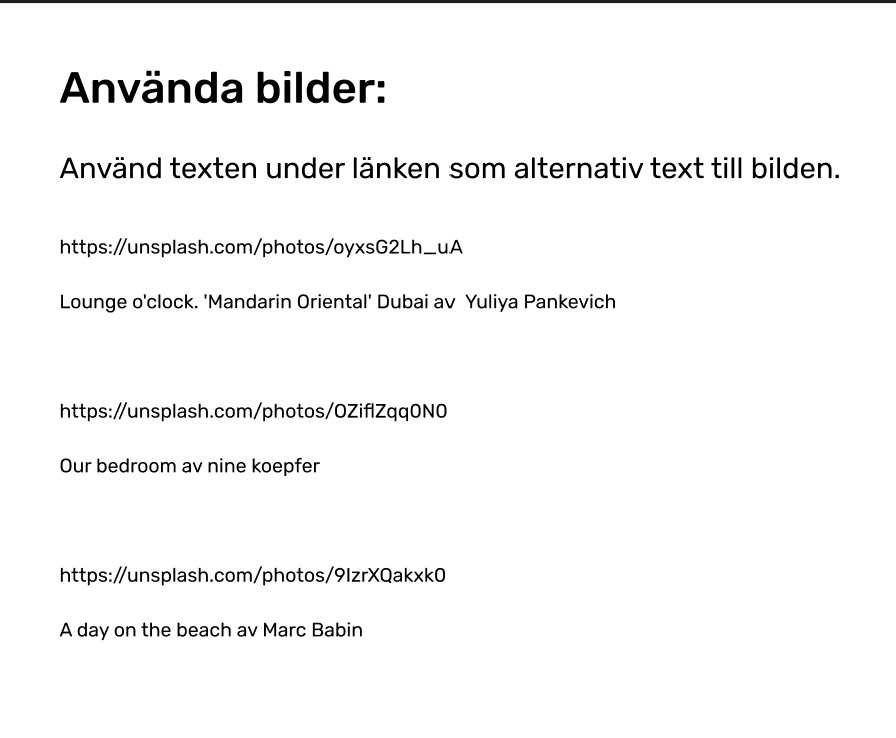 Använda bilder:
Använd texten under länken som alternativ text till bilden.
https://unsplash.com/photos/oyxsG2Lh_uA
Lounge o'clock. 'Mandarin Oriental' Dubai av  Yuliya Pankevich
https://unsplash.com/photos/OZiflZqq0N0
Our bedroom av nine koepfer
https://unsplash.com/photos/9IzrXQakxk0
A day on the beach av Marc Babin